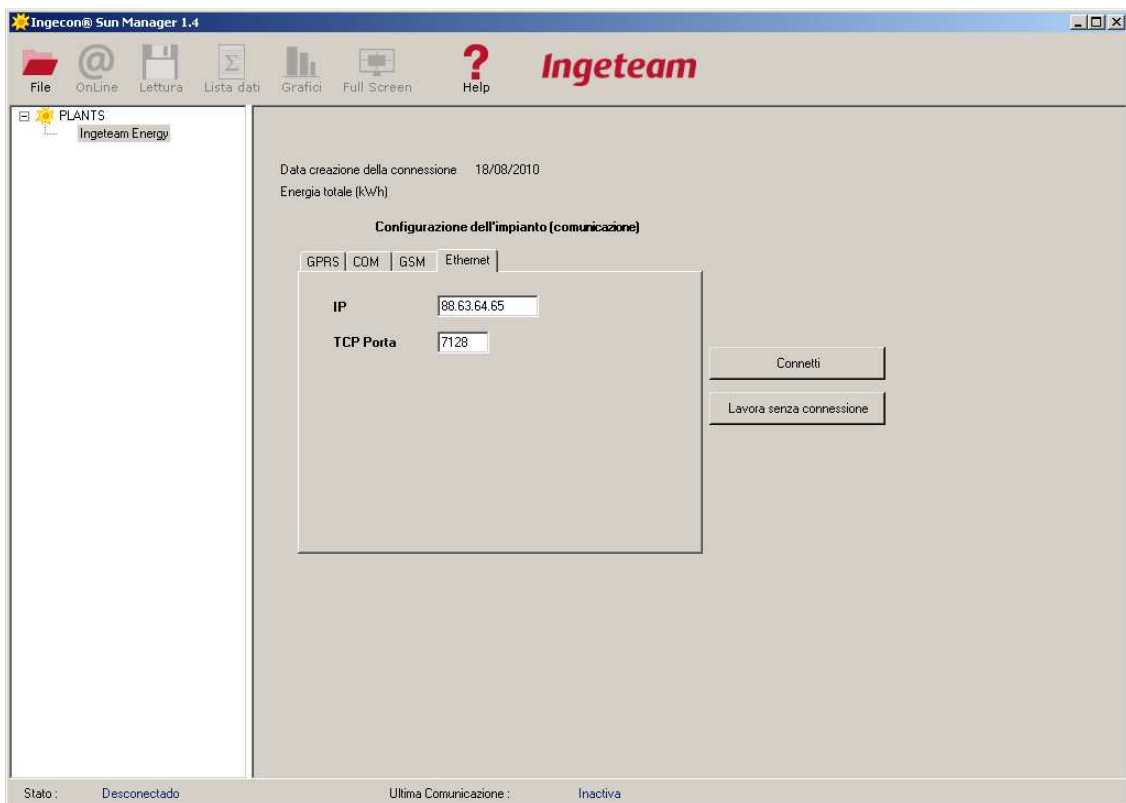 Ingecon® Sun Manager 1.4
File OnLine Lettura Lista dati Grafici Full Screen Help Ingeteam
PLANTS
Ingeteam Energy
Data creazione della connessione 18/08/2010
Energia totale (kWh)
Configurazione dell'impianto (comunicazione)
GPRS COM GSM Ethernet
IP 88.63.64.65
TCP Porta 7128
Connetti
Lavora senza connessione
Stato : Desconectado Ultima Comunicazione : Inactiva